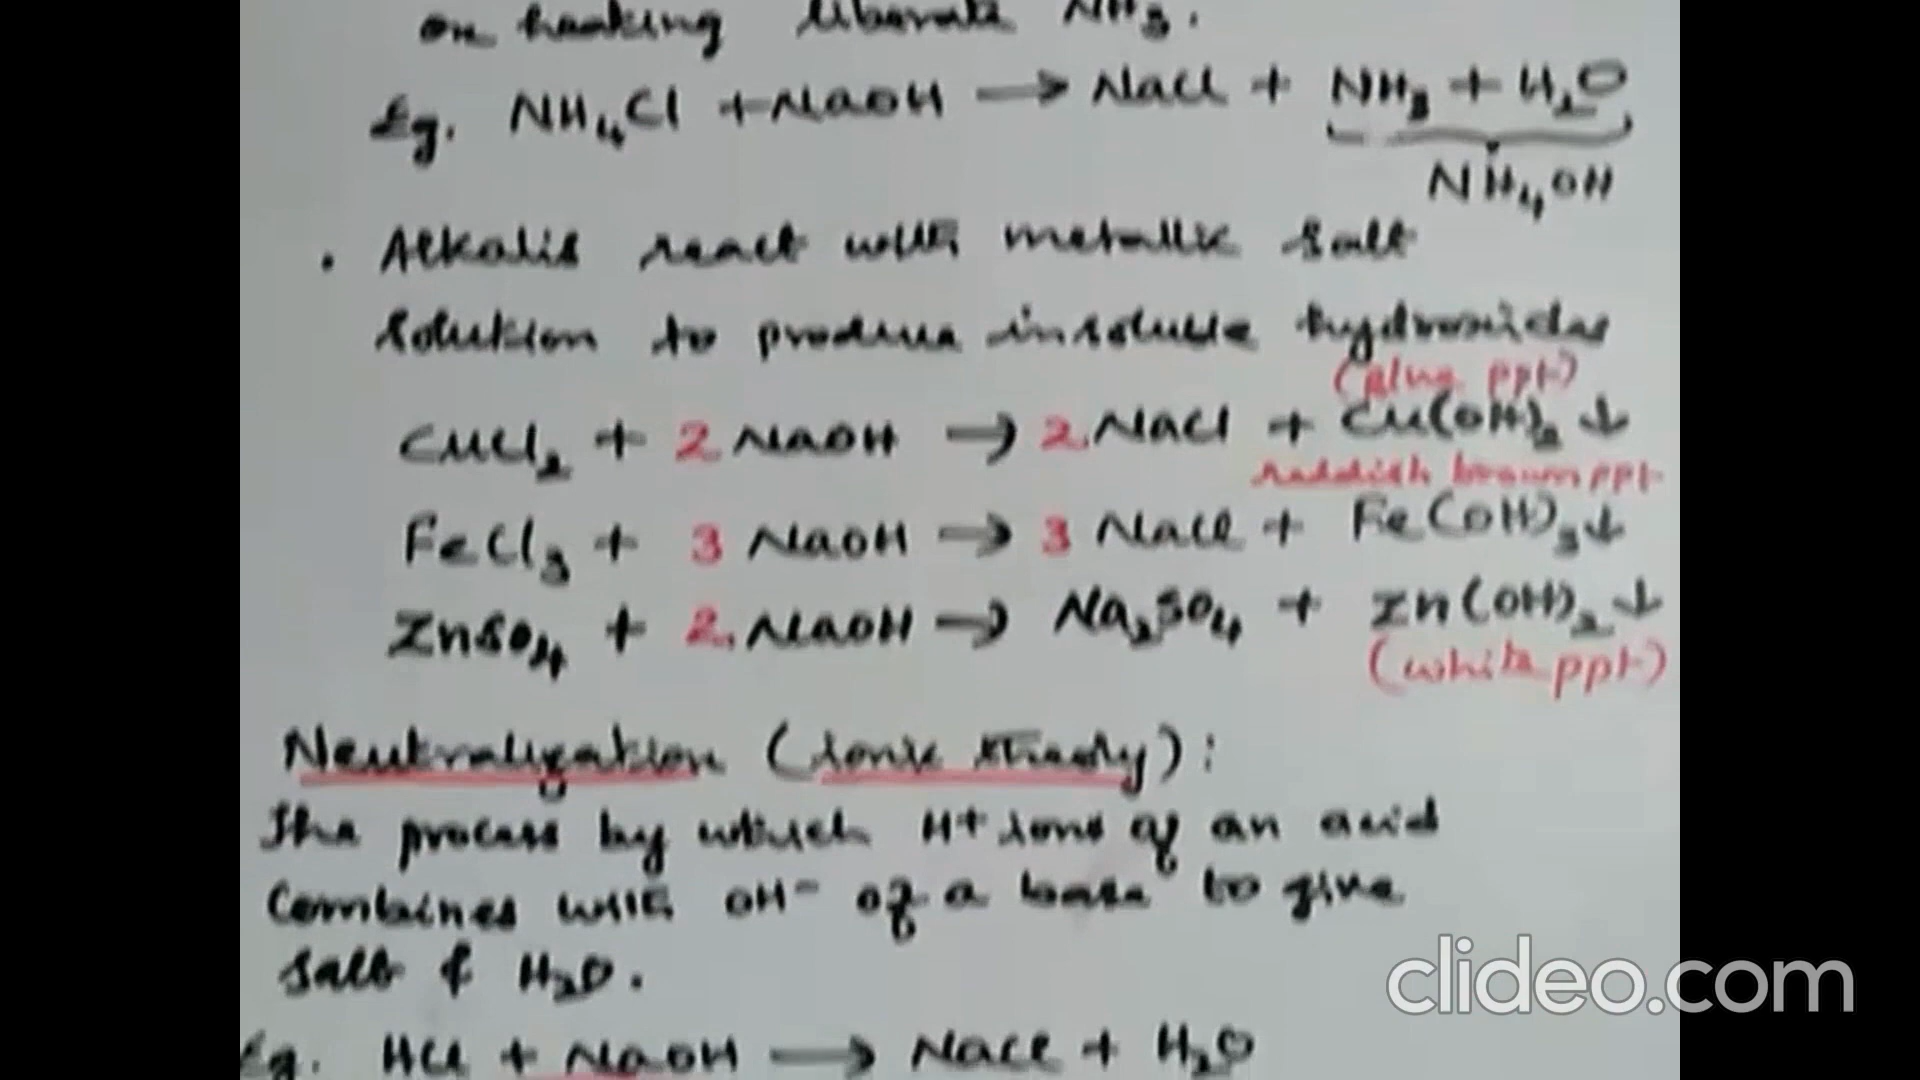 on heating liberate NH₃.
Eg. NH₄Cl + NaOH ⟶ NaCl + NH₃ + H₂O
NH₄OH
. Alkalis react with metallic salt
solution to produce insoluble hydroxides
(Blue ppt)
CuCl₂ + 2 NaOH → 2. NaCl + Cu(OH)₂ ↓
reddish brown ppt
FeCl₃ + 3 NaOH → 3 NaCl + Fe(OH)₃ ↓
ZnSO₄ + 2. NaOH → Na₂SO₄ + Zn(OH)₂ ↓
(white ppt)
Neutralization (ionic theory):
The process by which H⁺ ions of an acid
combines with OH⁻ of a base to give
salt & H₂O.
Eg. HCl + NaOH ⟶ NaCl + H₂O
clideo.com